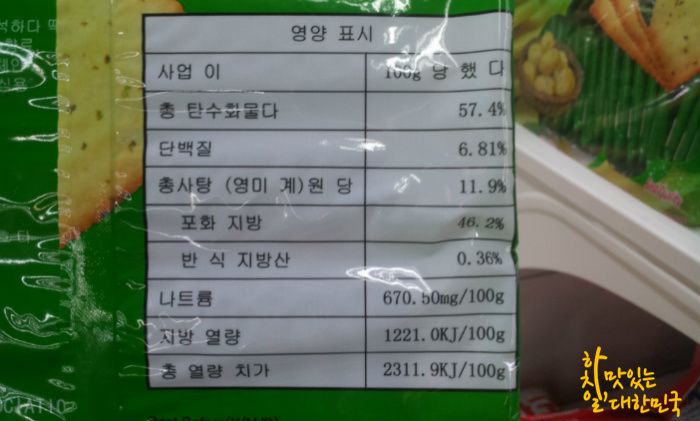 영양 표시
사업 이 100g 당 했 다
총 탄수화물다 57.4%
단백질 6.81%
총사탕 (영미 계)원 당 11.9%
포화 지방 46.2%
반 식 지방산 0.36%
나트륨 670.50mg/100g
지방 열량 1221.0KJ/100g
총 열량 치가 2311.9KJ/100g
하하 맛있는
대한민국